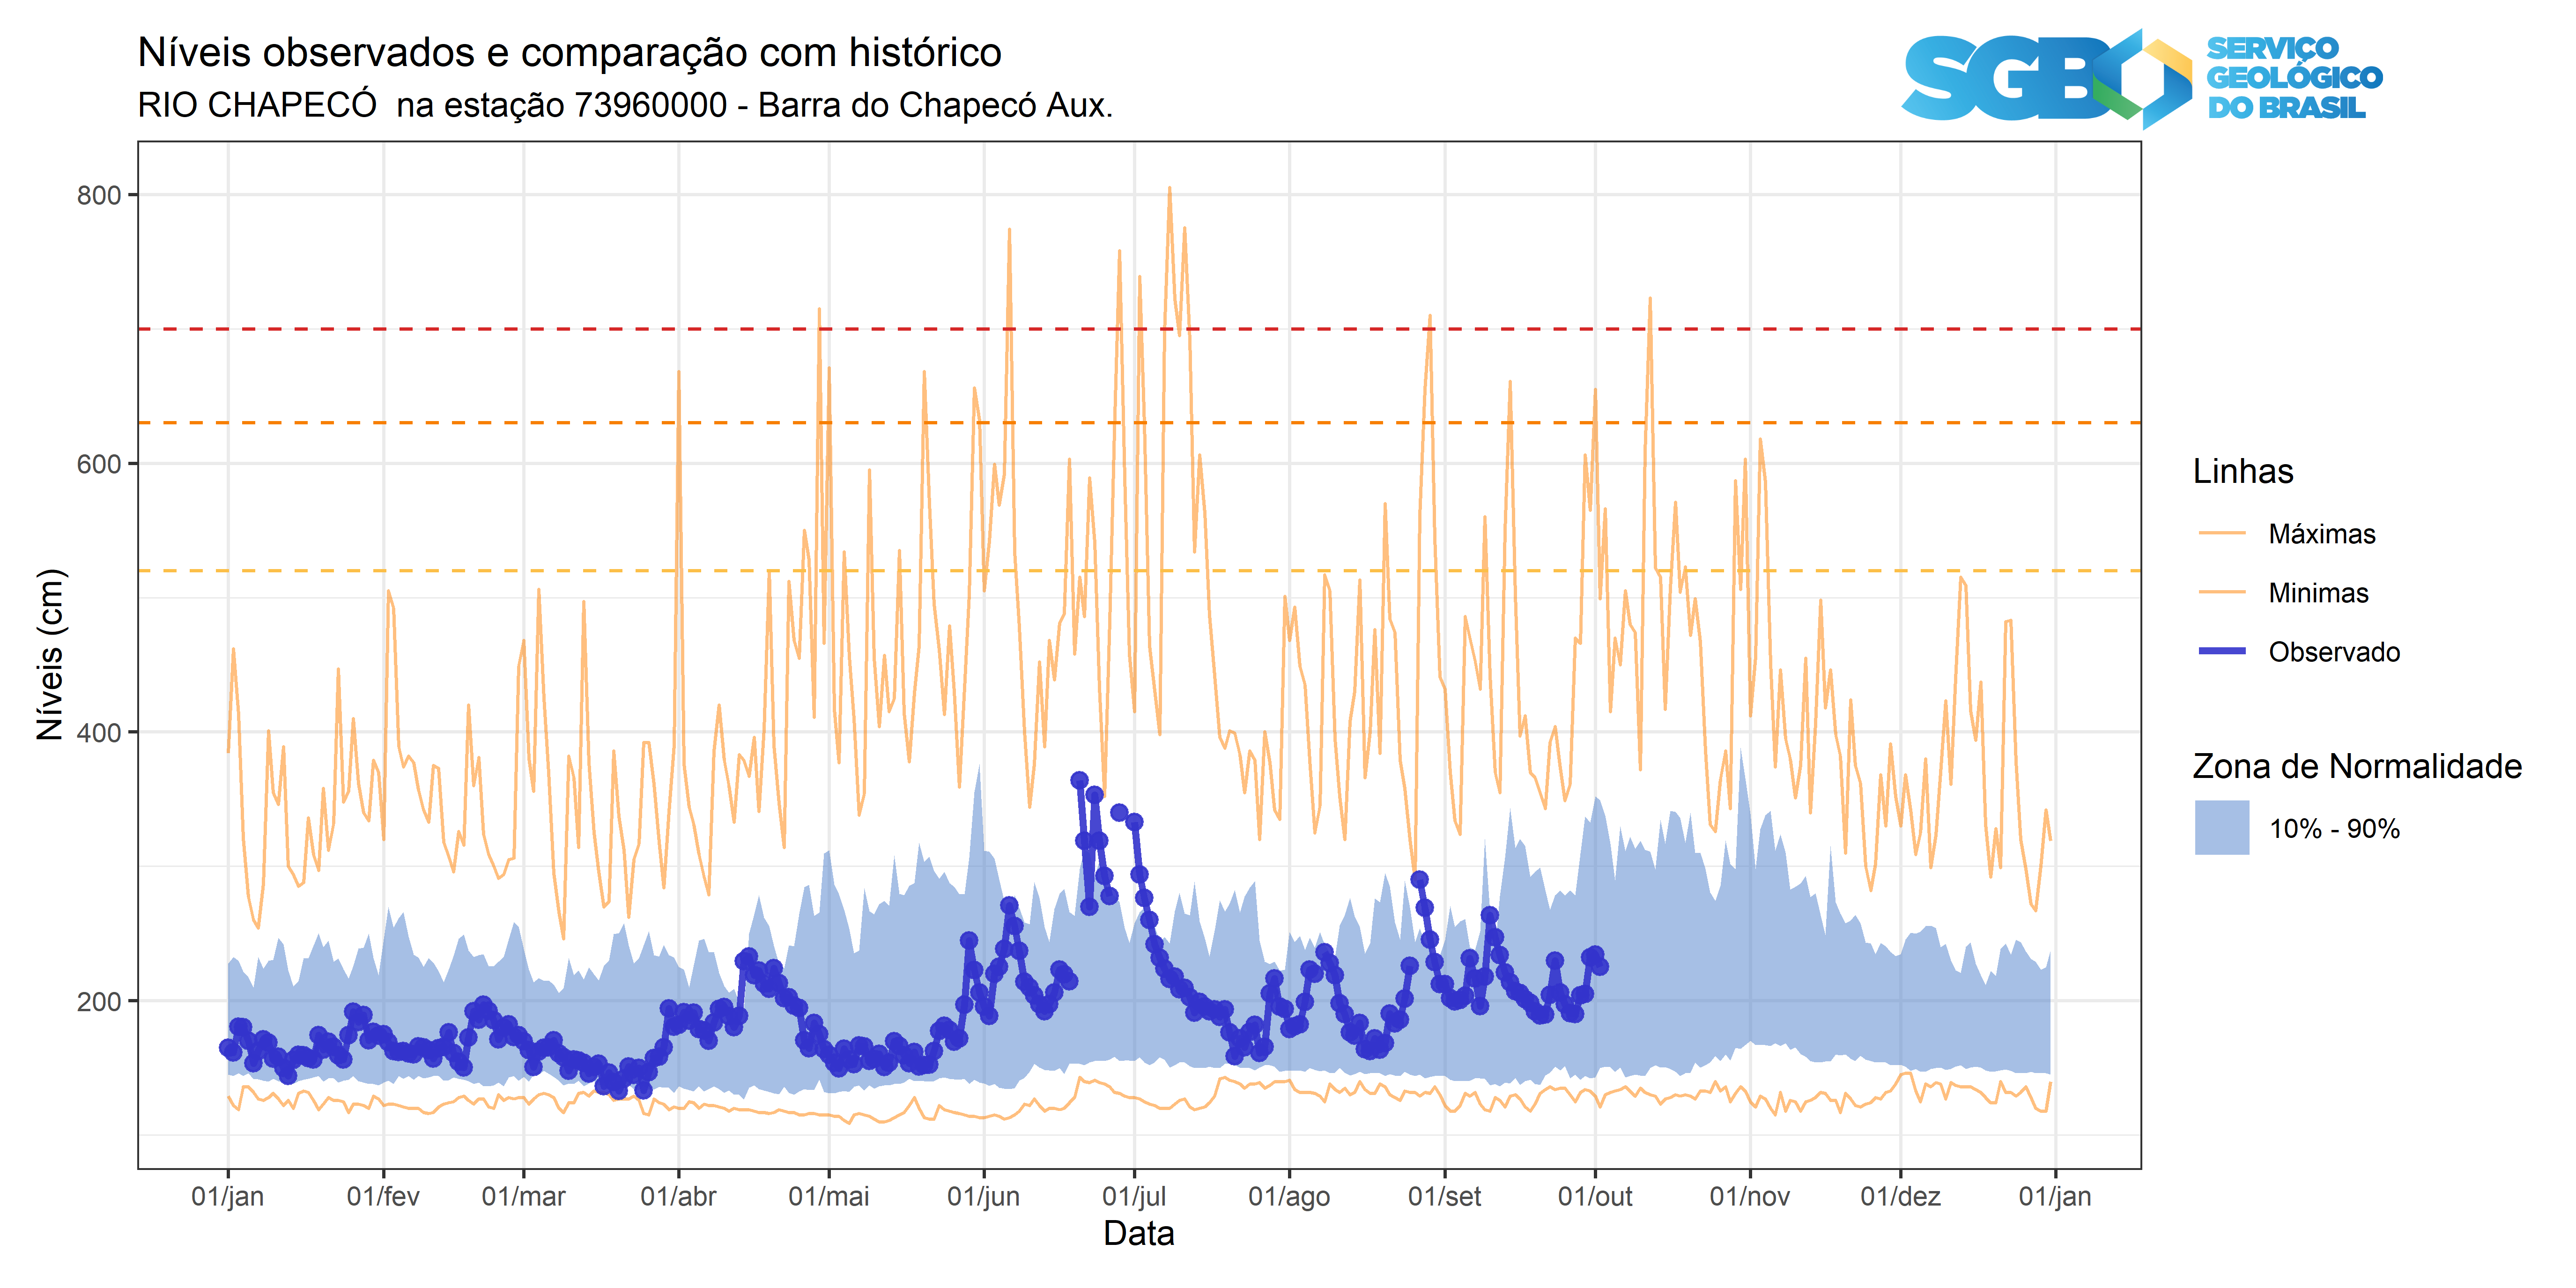 Níveis observados e comparação com histórico
RIO CHAPECÓ  na estação 73960000 - Barra do Chapecó Aux.
SGB
SERVIÇO
GEOLÓGICO
DO BRASIL
Níveis (cm)
800
600
400
200
01/jan 01/fev 01/mar 01/abr 01/mai 01/jun 01/jul 01/ago 01/set 01/out 01/nov 01/dez 01/jan
Data
Linhas
Máximas
Minimas
Observado
Zona de Normalidade
10% - 90%